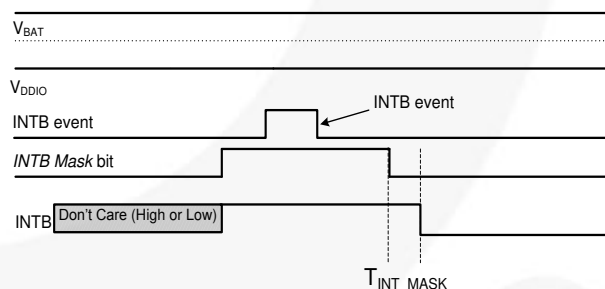 VBAT
VDDIO
INTB event
INTB event
INTB Mask bit
INTB
Don't Care (High or Low)
TINT_MASK